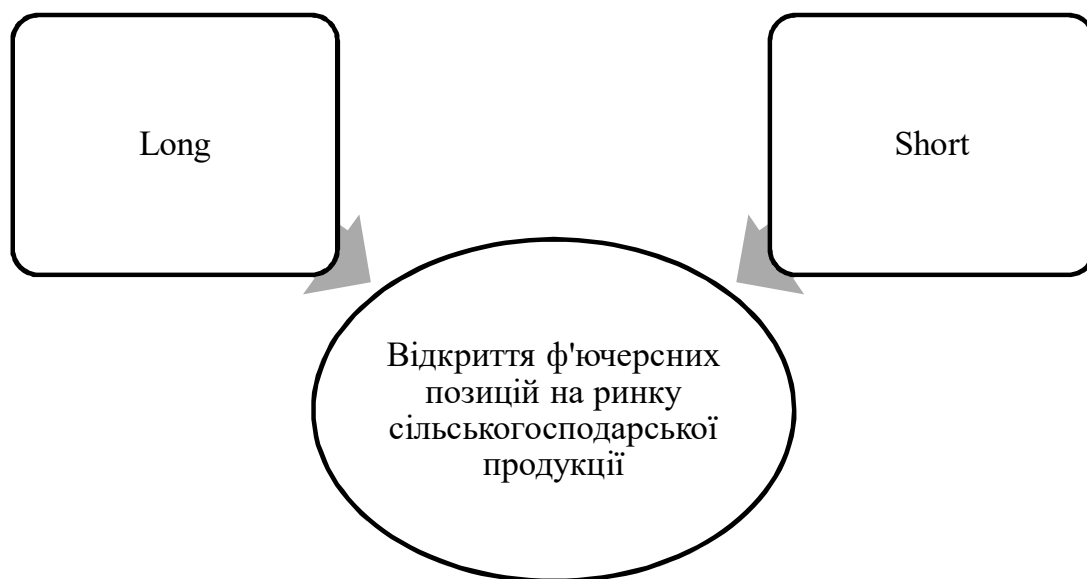 Long
Short
Відкриття ф'ючерсних
позицій на ринку
сільськогосподарської
продукції